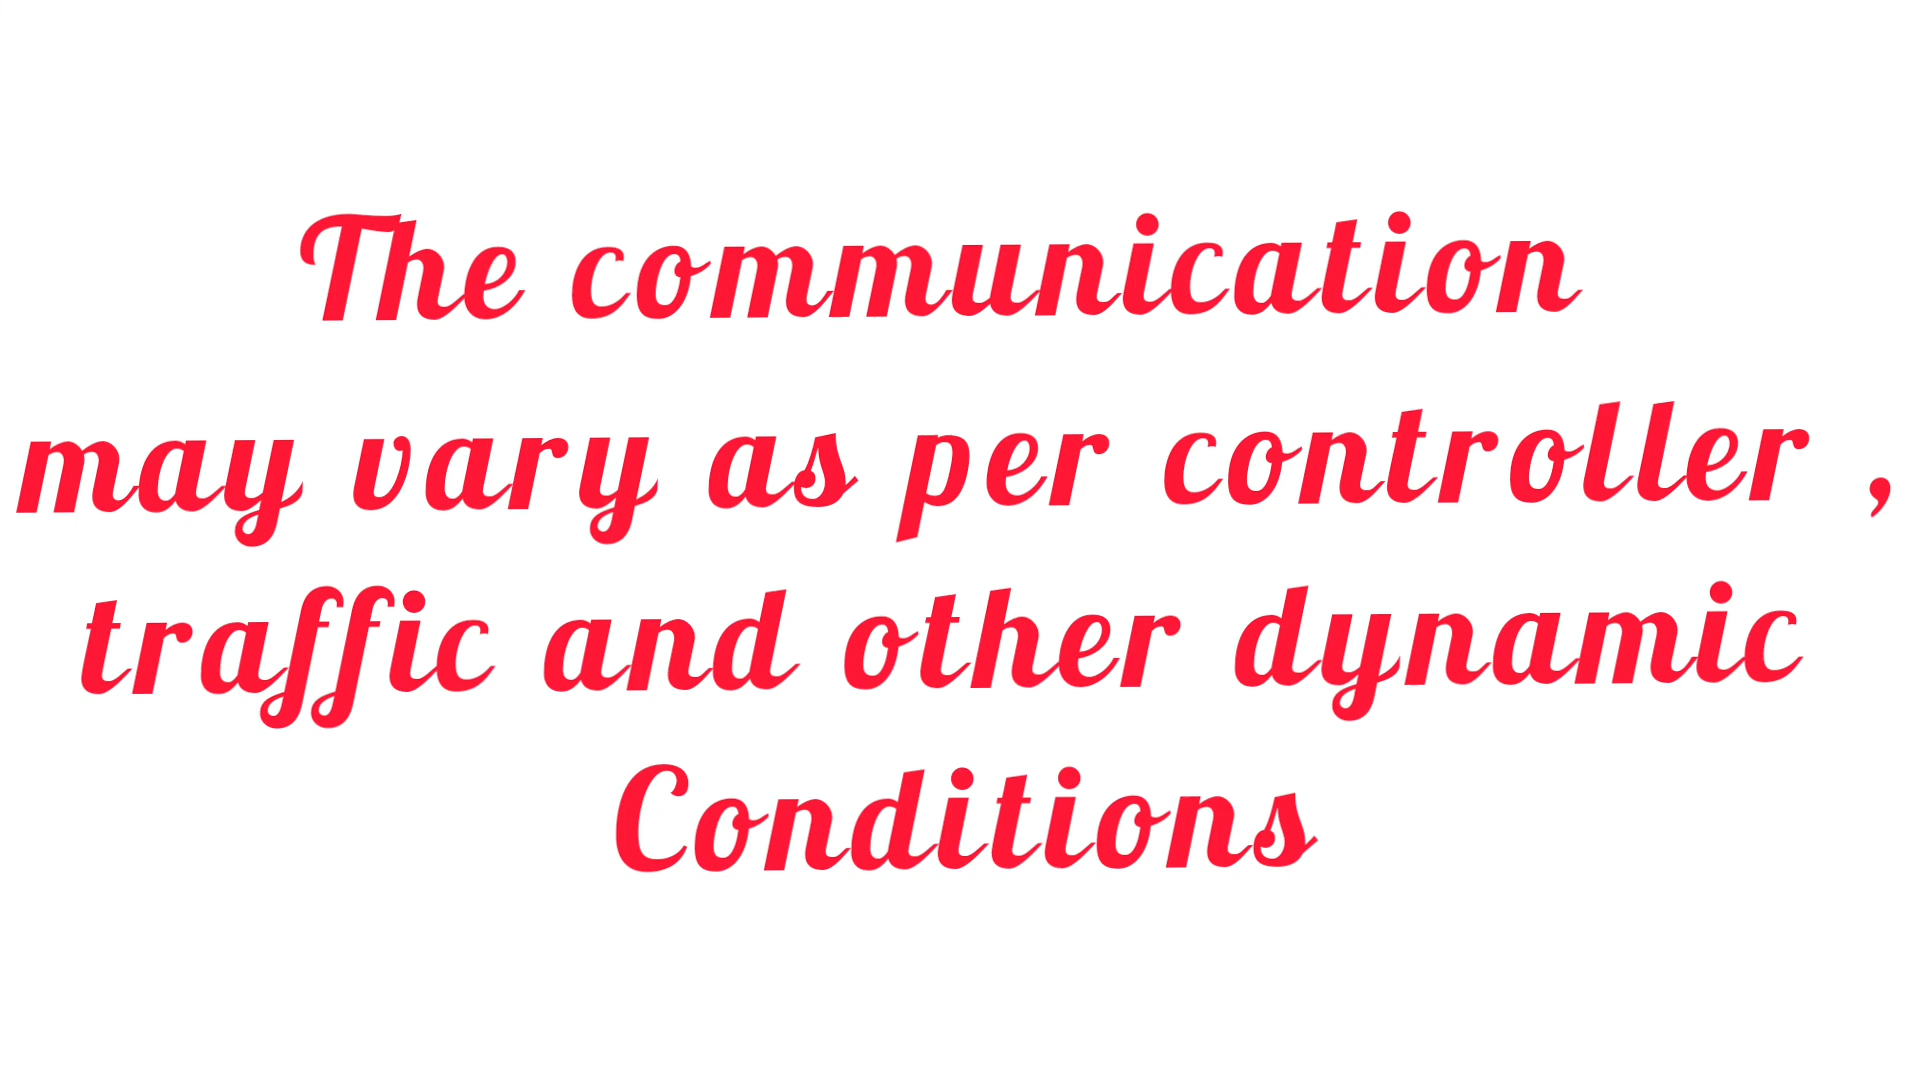 The communication
may vary as per controller ,
traffic and other dynamic
Conditions